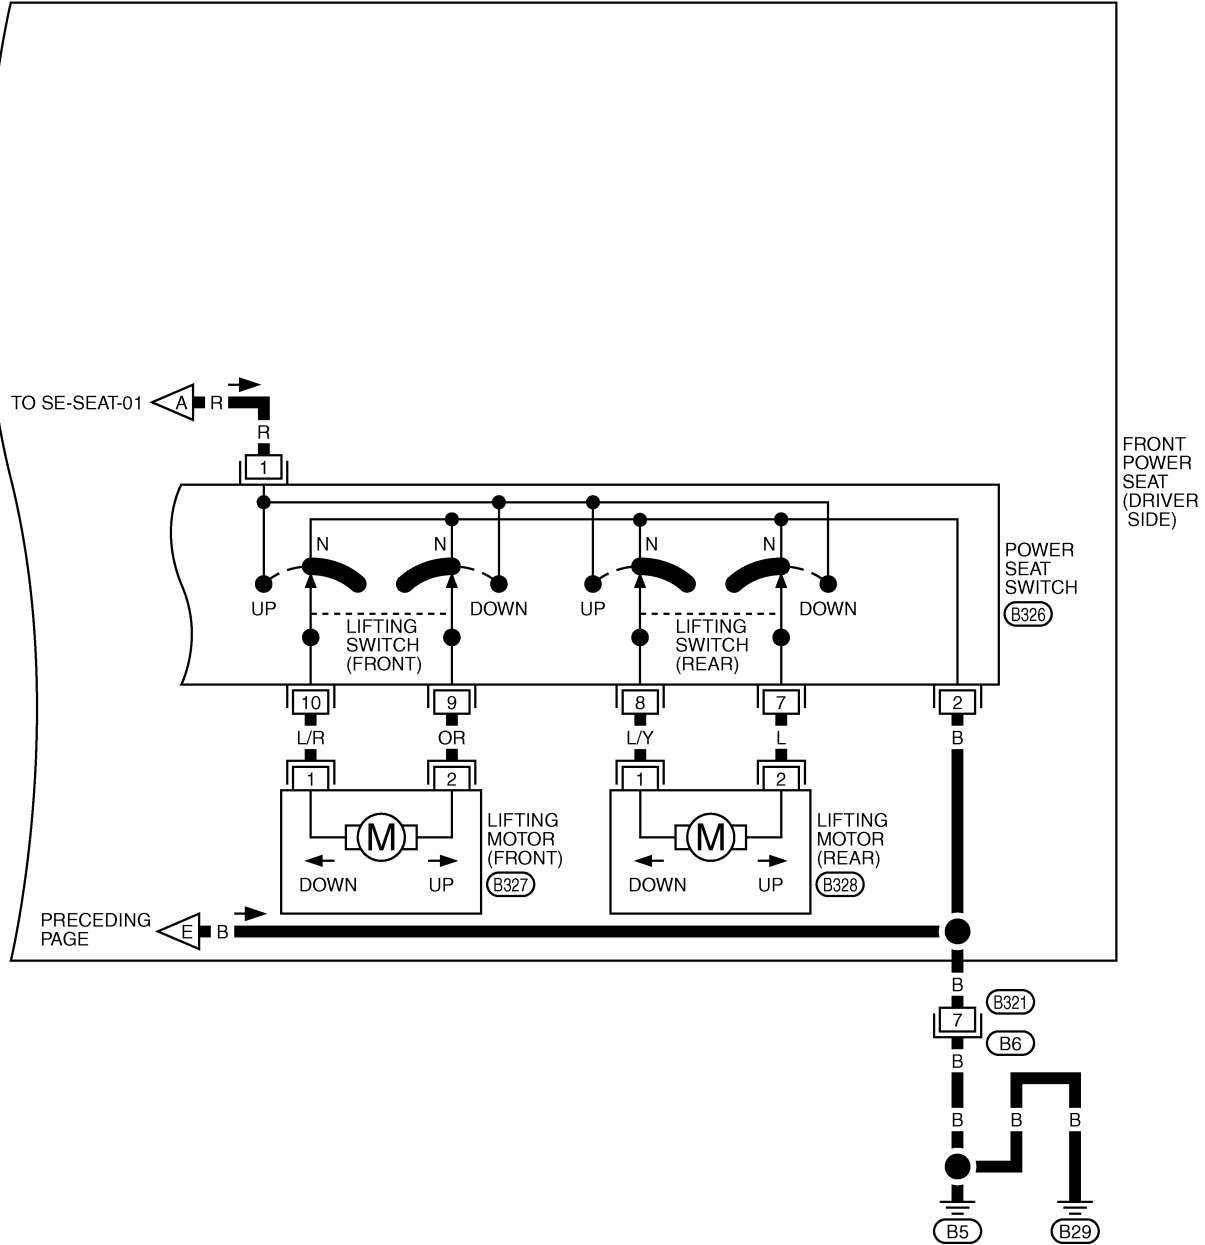 TO SE-SEAT-01
A
R
R
1
FRONT
POWER
SEAT
(DRIVER
SIDE)
N
N
N
N
UP
DOWN
UP
DOWN
POWER
SEAT
SWITCH
B326
LIFTING
SWITCH
(FRONT)
LIFTING
SWITCH
(REAR)
10
9
8
7
2
L/R
OR
L/Y
L
B
1
2
1
2
M
M
LIFTING
MOTOR
(FRONT)
B327
LIFTING
MOTOR
(REAR)
B328
DOWN
UP
DOWN
UP
PRECEDING
PAGE
E
B
B
B321
7
B6
B
B
B
B
B5
B29